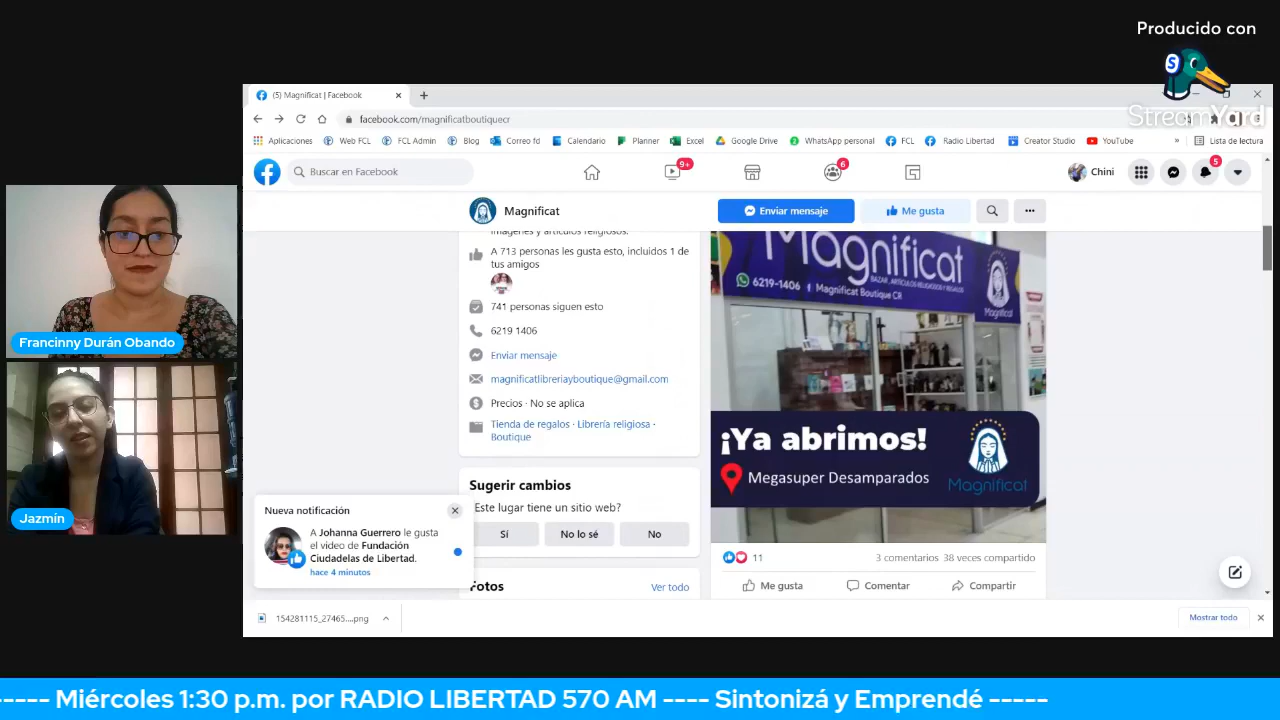 Producido con
StreamYard
(5) Magnificat | Facebook
facebook.com/magnificatboutiquecr
Aplicaciones Web FCL FCL Admin Blog Correo fd Calendario Planner Excel Google Drive WhatsApp personal FCL Radio Libertad Creator Studio YouTube » Lista de lectura
Buscar en Facebook
9+
6
Chini
5
Magnificat
Enviar mensaje
Me gusta
imágenes y artículos religiosos.
A 713 personas les gusta esto, incluidos 1 de
tus amigos
741 personas siguen esto
6219 1406
Enviar mensaje
magnificatlibreriayboutique@gmail.com
Precios · No se aplica
Tienda de regalos · Librería religiosa ·
Boutique
Sugerir cambios
¿Este lugar tiene un sitio web?
Sí
No lo sé
No
Fotos
Ver todo
Magnificat
BAZAR, ARTÍCULOS RELIGIOSOS Y REGALOS
6219-1406 Magnificat Boutique CR
Magnificat
¡Ya abrimos!
Megasuper Desamparados
Magnificat
11
3 comentarios 38 veces compartido
Me gusta
Comentar
Compartir
Nueva notificación
A Johanna Guerrero le gusta
el video de Fundación
Ciudadelas de Libertad.
hace 4 minutos
154281115_27465....png
Mostrar todo
Francinny Durán Obando
Jazmín
----- Miércoles 1:30 p.m. por RADIO LIBERTAD 570 AM ---- Sintonizá y Emprendé -----